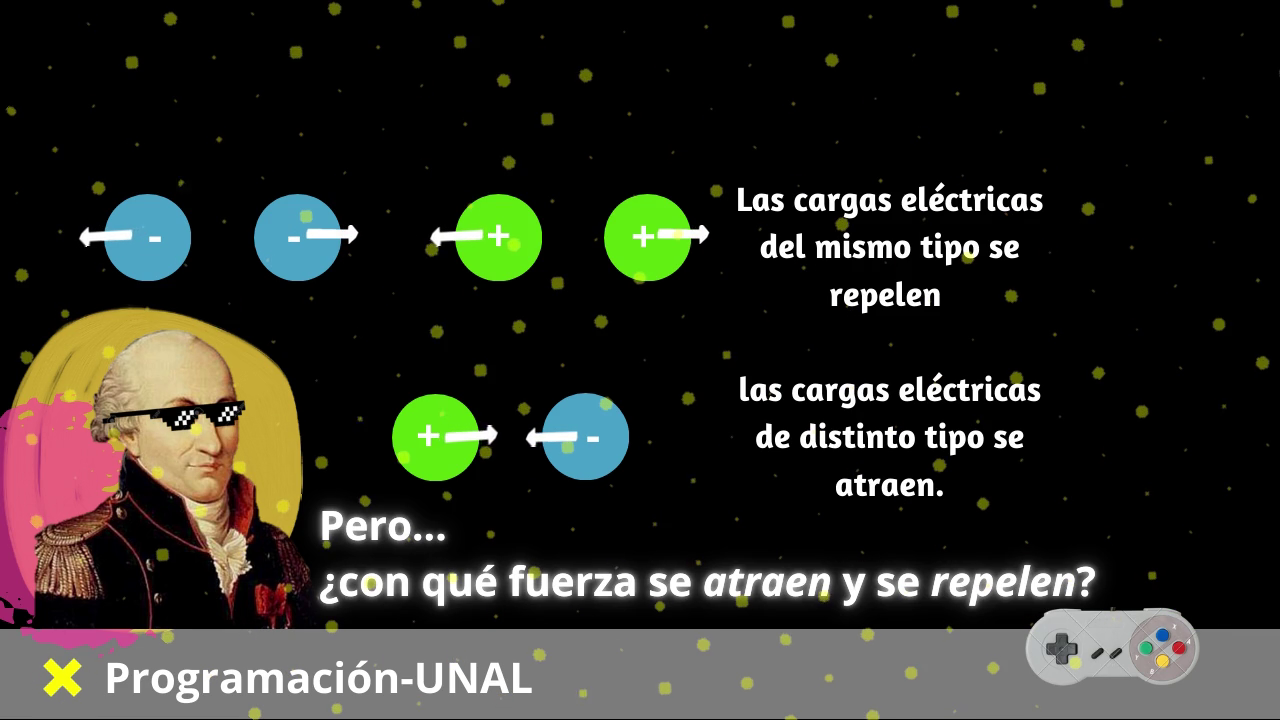 - - + +
Las cargas eléctricas
del mismo tipo se
repelen
+ -
las cargas eléctricas
de distinto tipo se
atraen.
Pero...
¿con qué fuerza se atraen y se repelen?
Programación-UNAL